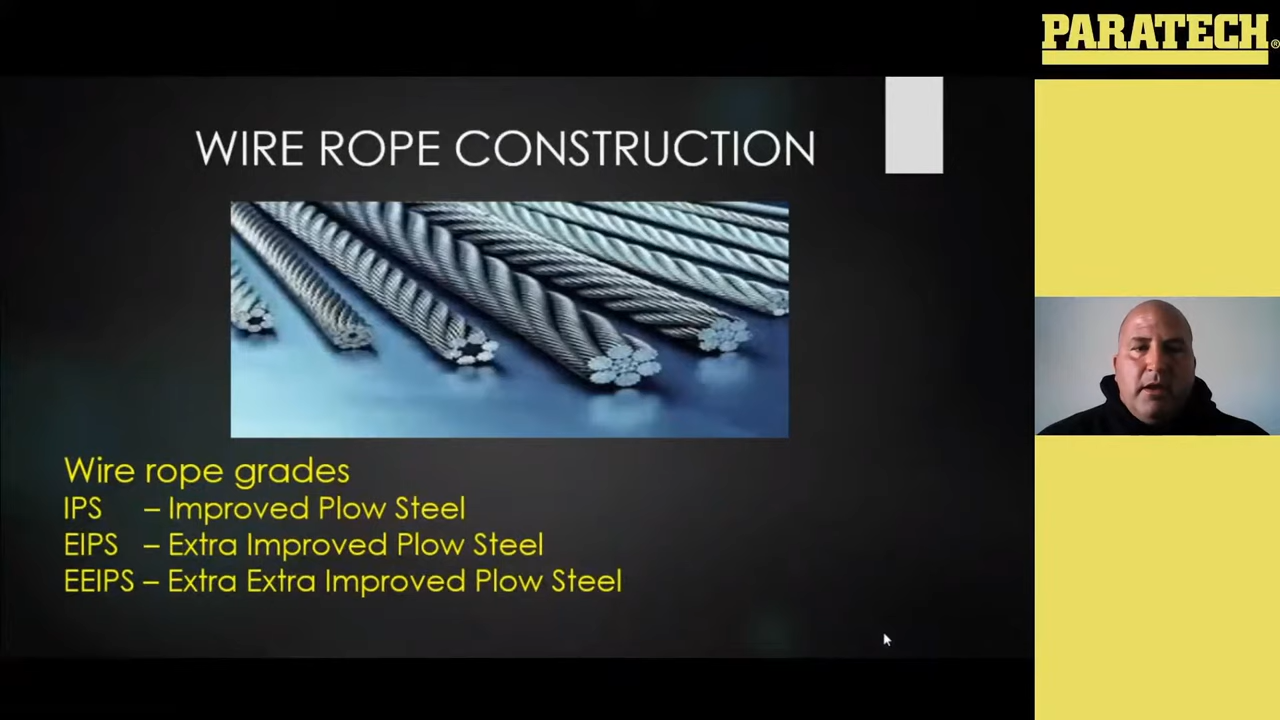 PARATECH®
WIRE ROPE CONSTRUCTION
Wire rope grades
IPS – Improved Plow Steel
EIPS – Extra Improved Plow Steel
EEIPS – Extra Extra Improved Plow Steel